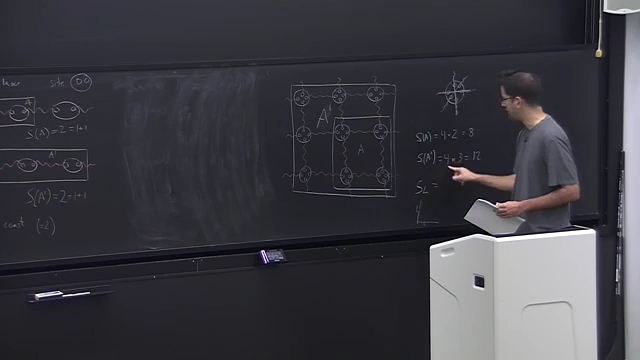 site
A
S(A) = 2 = 1+1
A'
S(A') = 2 = 1+1
const (=2)
A'
A
S(A) = 4·2 = 8
S(A') = 4·3 = 12
S_L =